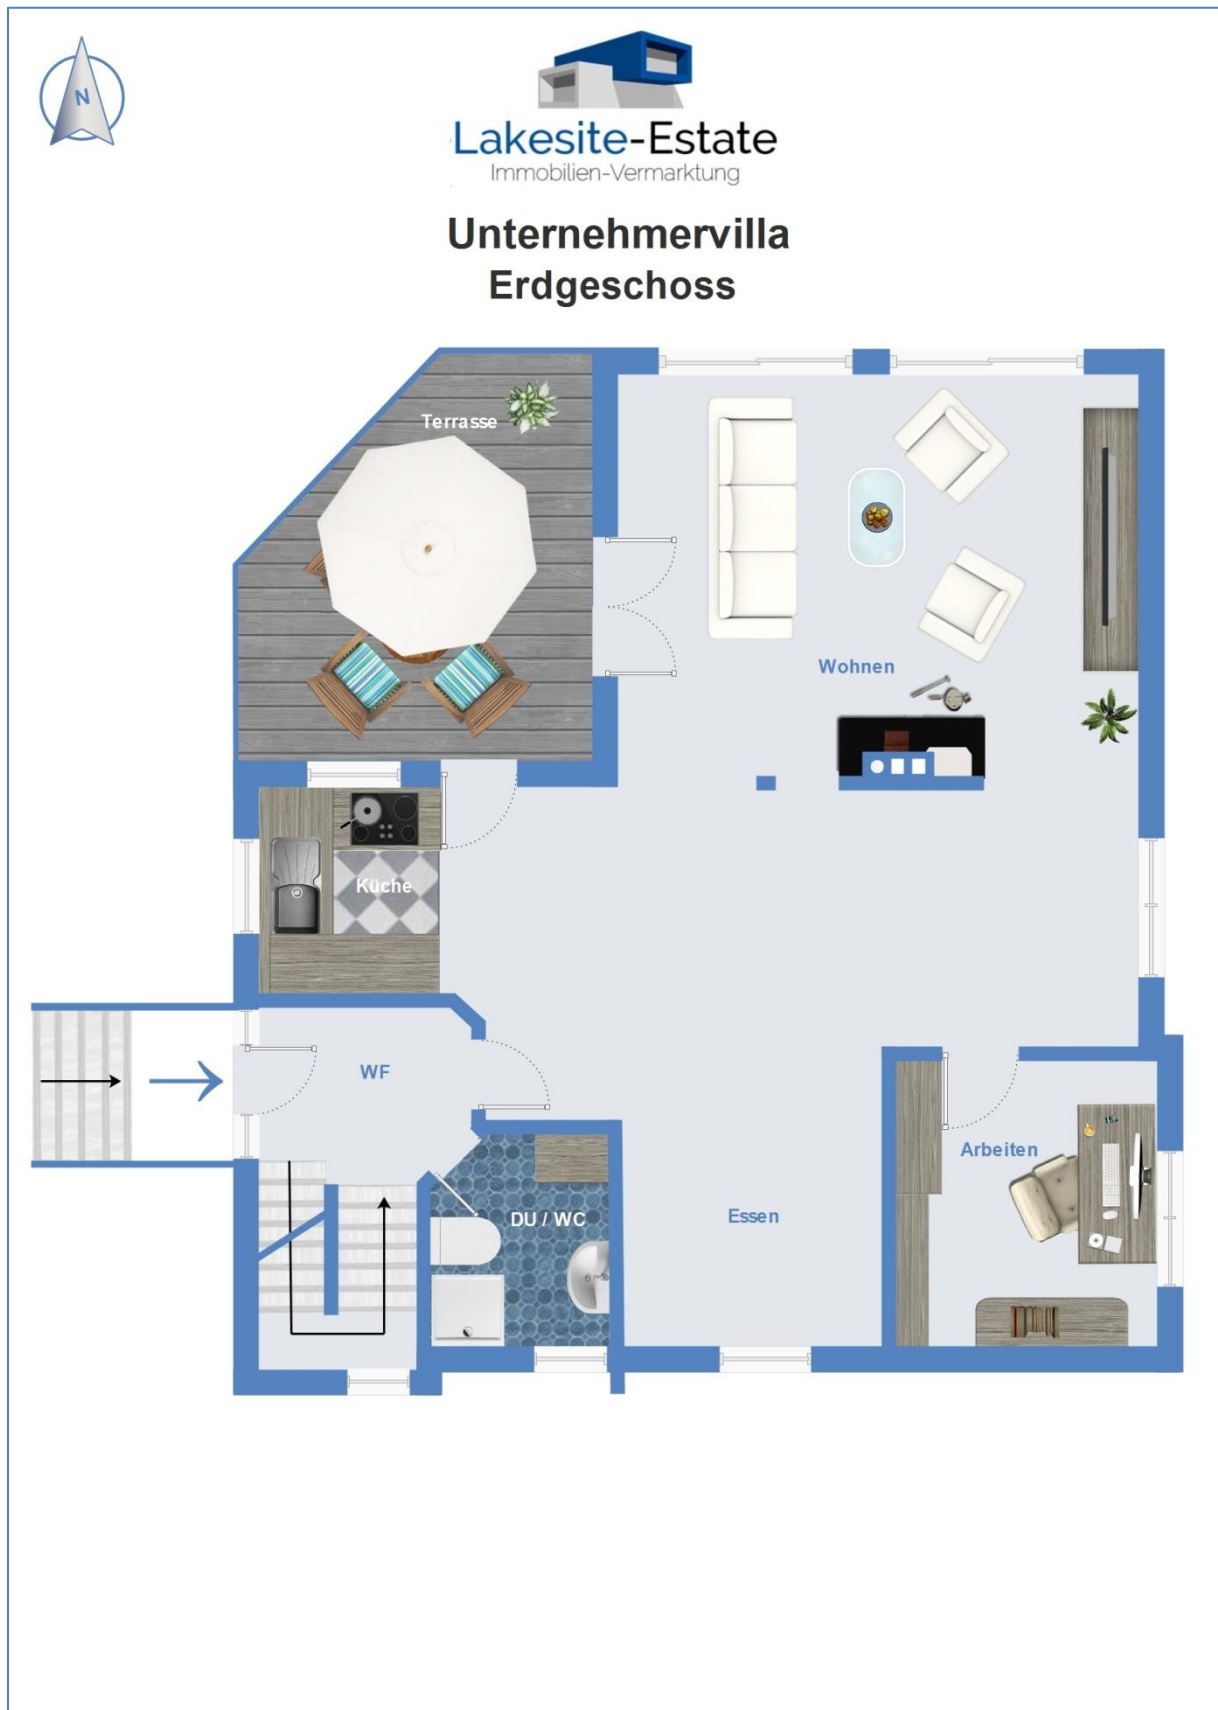 N
Lakesite-Estate
Immobilien-Vermarktung
Unternehmervilla
Erdgeschoss
Terrasse
Wohnen
Küche
WF
Arbeiten
DU / WC
Essen